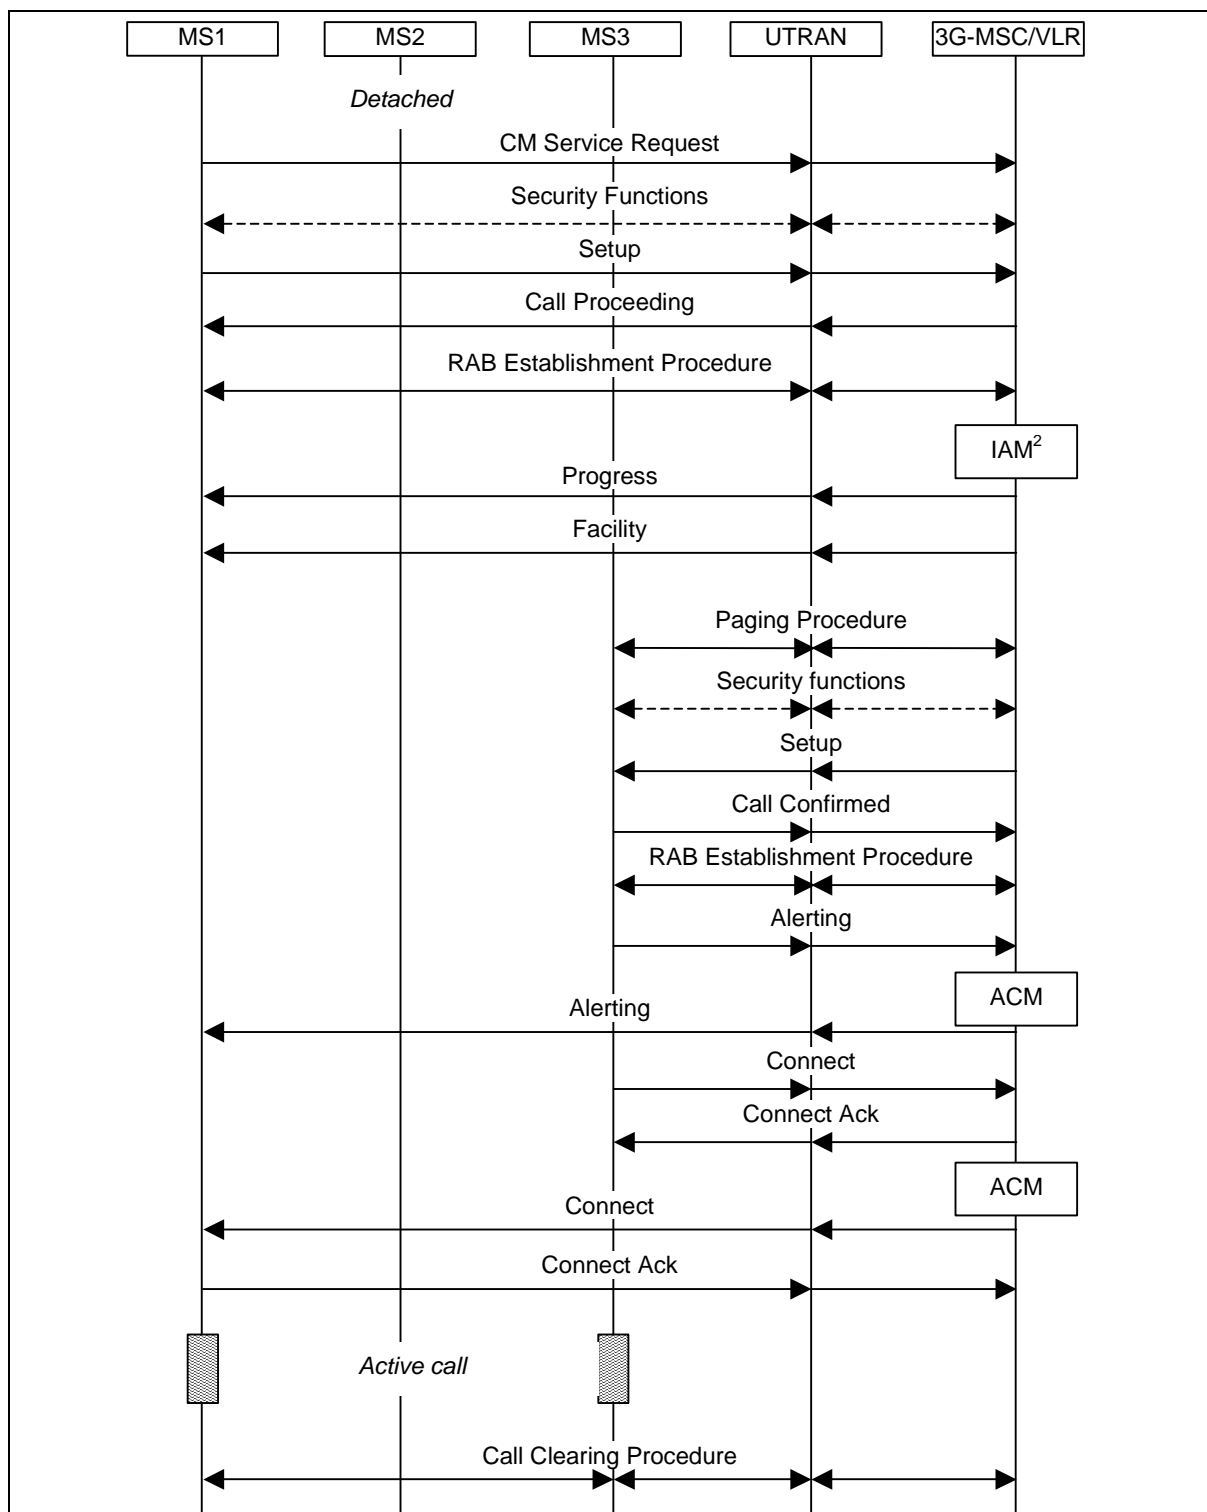 MS1 MS2 MS3 UTRAN 3G-MSC/VLR
Detached
CM Service Request
Security Functions
Setup
Call Proceeding
RAB Establishment Procedure
IAM²
Progress
Facility
Paging Procedure
Security functions
Setup
Call Confirmed
RAB Establishment Procedure
Alerting
ACM
Alerting
Connect
Connect Ack
ACM
Connect
Connect Ack
Active call
Call Clearing Procedure